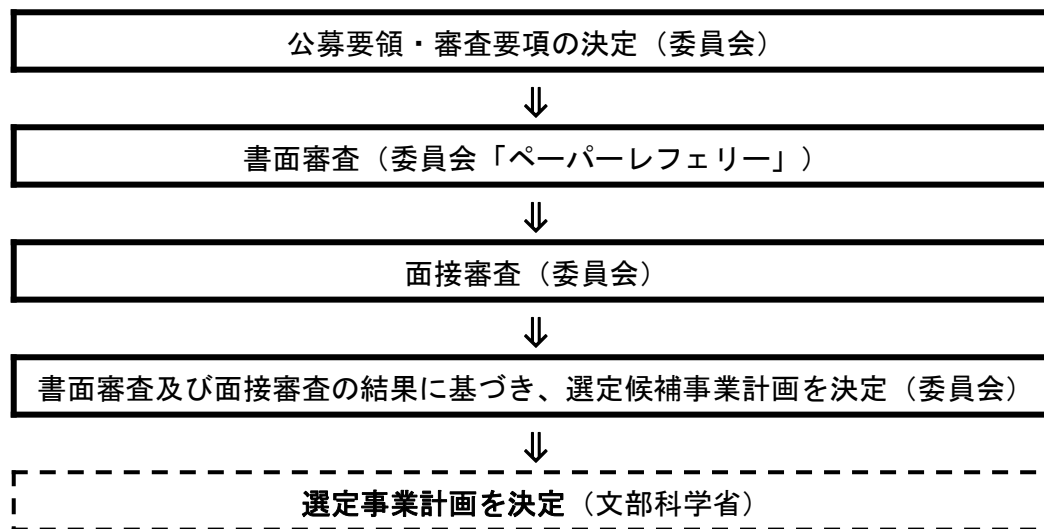 公募要領・審査要項の決定（委員会）
⇓
書面審査（委員会「ペーパーレフェリー」）
⇓
面接審査（委員会）
⇓
書面審査及び面接審査の結果に基づき、選定候補事業計画を決定（委員会）
⇓
選定事業計画を決定（文部科学省）